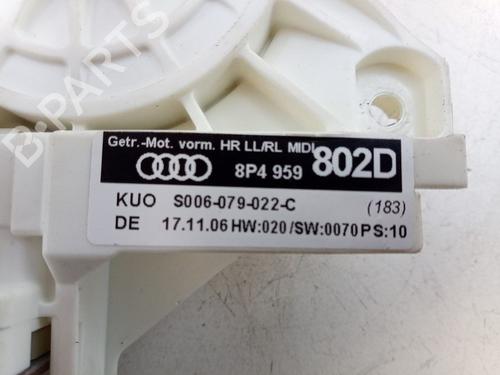 B-PARTS
Getr.-Mot. vorm. HR LL/RL MIDI
8P4 959 802D
KUO S006-079-022-C (183)
DE 17.11.06 HW:020/SW:0070 PS:10